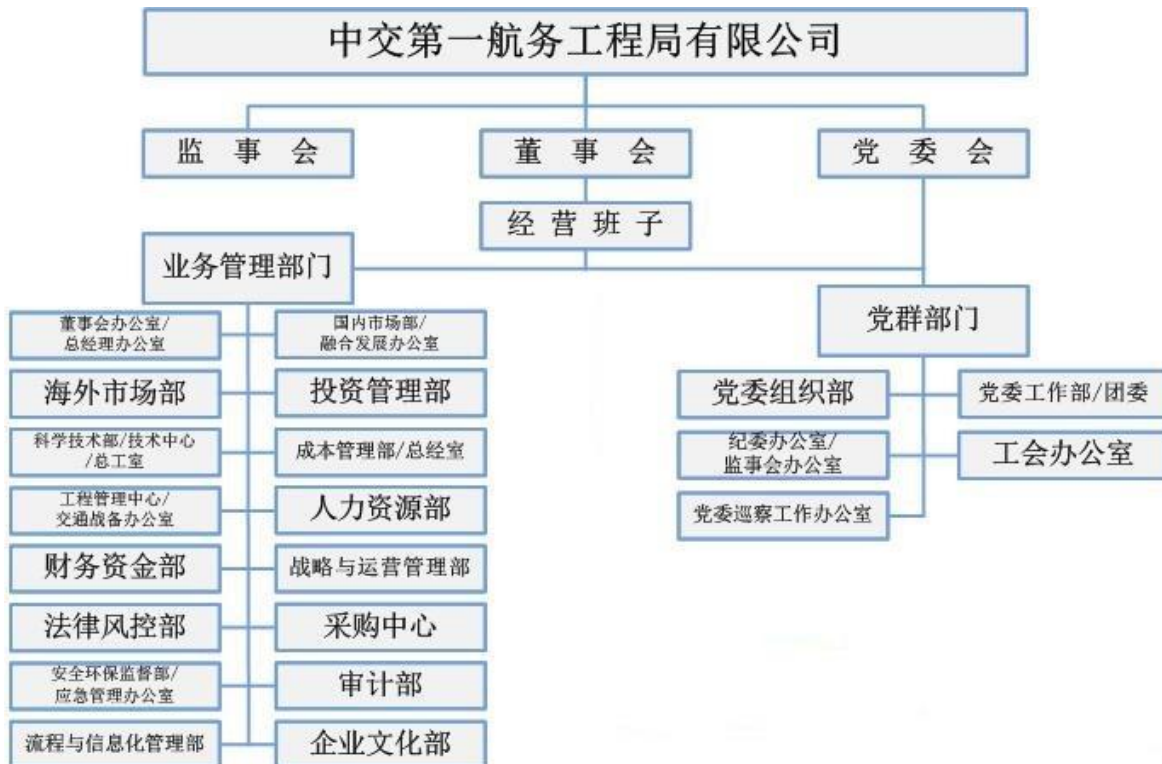 中交第一航务工程局有限公司
监事会
董事会
党委会
经营班子
业务管理部门
党群部门
董事会办公室/
总经理办公室
国内市场部/
融合发展办公室
海外市场部
投资管理部
科学技术部/技术中心
/总工室
成本管理部/总经室
工程管理中心/
交通战备办公室
人力资源部
财务资金部
战略与运营管理部
法律风控部
采购中心
安全环保监督部/
应急管理办公室
审计部
流程与信息化管理部
企业文化部
党委组织部
党委工作部/团委
纪委办公室/
监事会办公室
工会办公室
党委巡察工作办公室